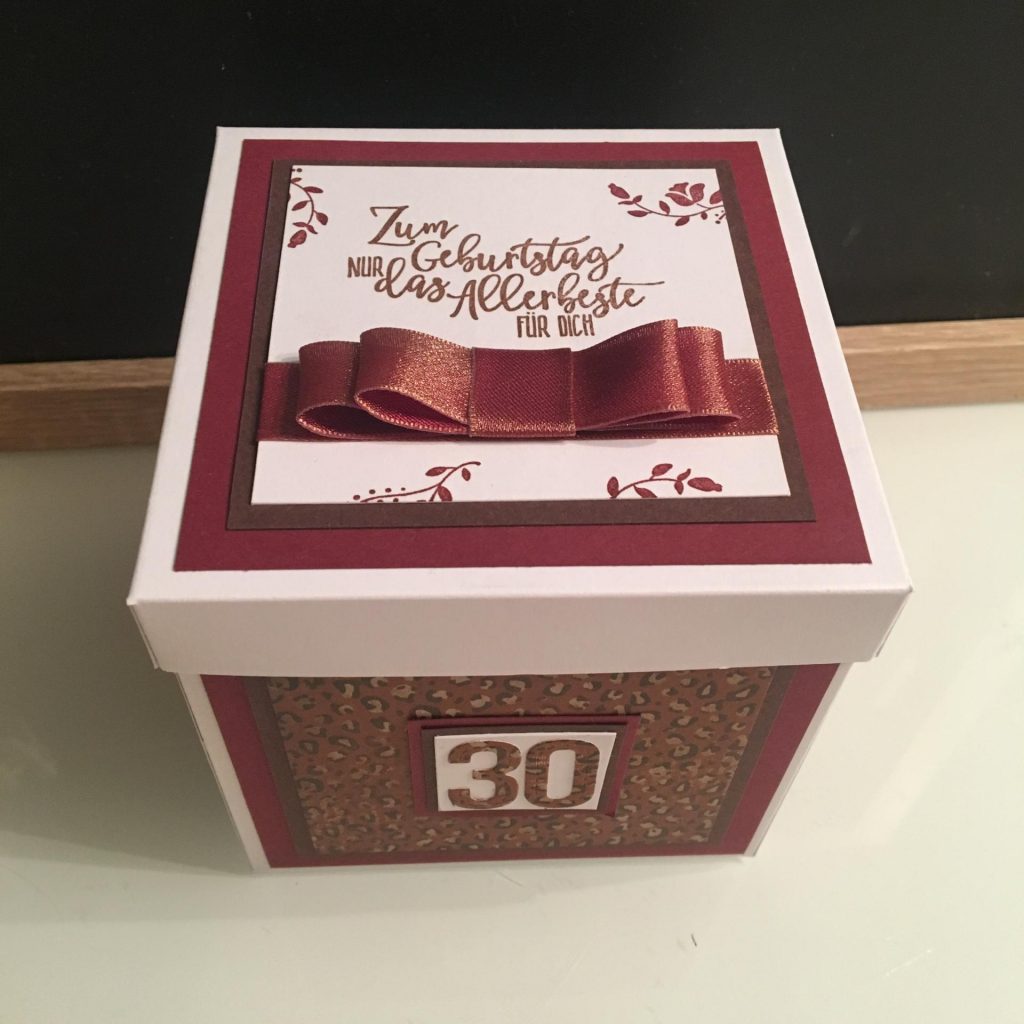 Zum
Geburtstag
NUR das Allerbeste
FÜR DICH
30